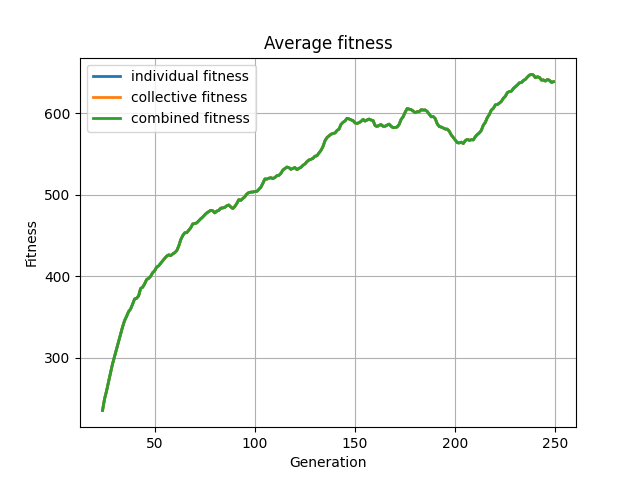 Average fitness
individual fitness
collective fitness
combined fitness
600
500
400
300
Fitness
50 100 150 200 250
Generation